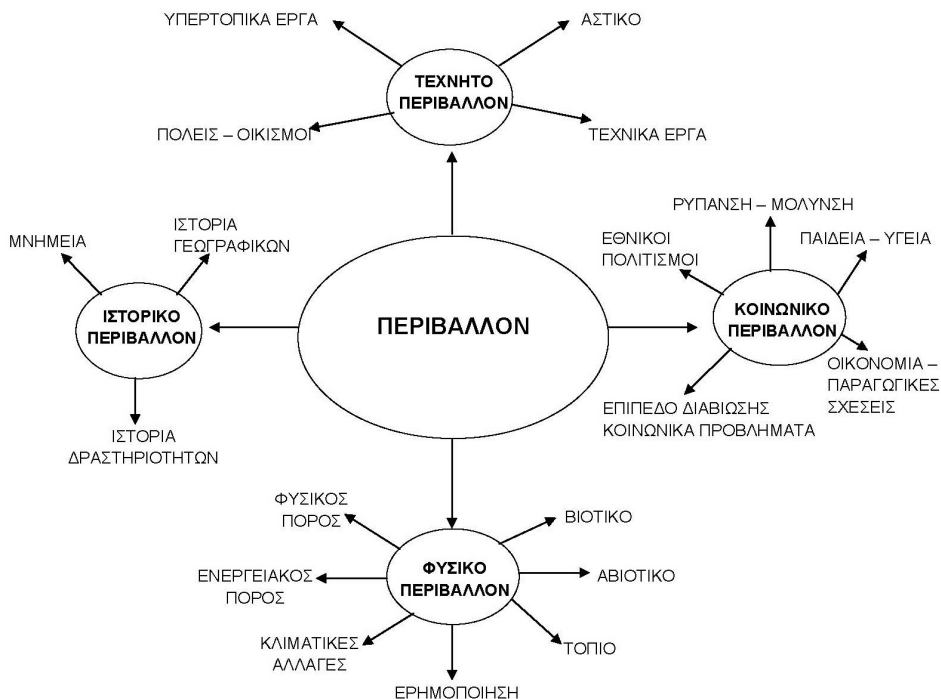 ΥΠΕΡΤΟΠΙΚΑ ΕΡΓΑ
ΑΣΤΙΚΟ
ΤΕΧΝΗΤΟ
ΠΕΡΙΒΑΛΛΟΝ
ΠΟΛΕΙΣ – ΟΙΚΙΣΜΟΙ
ΤΕΧΝΙΚΑ ΕΡΓΑ
ΜΝΗΜΕΙΑ
ΙΣΤΟΡΙΑ
ΓΕΩΓΡΑΦΙΚΩΝ
ΙΣΤΟΡΙΚΟ
ΠΕΡΙΒΑΛΛΟΝ
ΙΣΤΟΡΙΑ
ΔΡΑΣΤΗΡΙΟΤΗΤΩΝ
ΠΕΡΙΒΑΛΛΟΝ
ΡΥΠΑΝΣΗ – ΜΟΛΥΝΣΗ
ΕΘΝΙΚΟΙ
ΠΟΛΙΤΙΣΜΟΙ
ΠΑΙΔΕΙΑ – ΥΓΕΙΑ
ΚΟΙΝΩΝΙΚΟ
ΠΕΡΙΒΑΛΛΟΝ
ΟΙΚΟΝΟΜΙΑ –
ΠΑΡΑΓΩΓΙΚΕΣ
ΣΧΕΣΕΙΣ
ΕΠΙΠΕΔΟ ΔΙΑΒΙΩΣΗΣ
ΚΟΙΝΩΝΙΚΑ ΠΡΟΒΛΗΜΑΤΑ
ΦΥΣΙΚΟΣ
ΠΟΡΟΣ
ΒΙΟΤΙΚΟ
ΦΥΣΙΚΟ
ΠΕΡΙΒΑΛΛΟΝ
ΕΝΕΡΓΕΙΑΚΟΣ
ΠΟΡΟΣ
ΑΒΙΟΤΙΚΟ
ΚΛΙΜΑΤΙΚΕΣ
ΑΛΛΑΓΕΣ
ΤΟΠΙΟ
ΕΡΗΜΟΠΟΙΗΣΗ